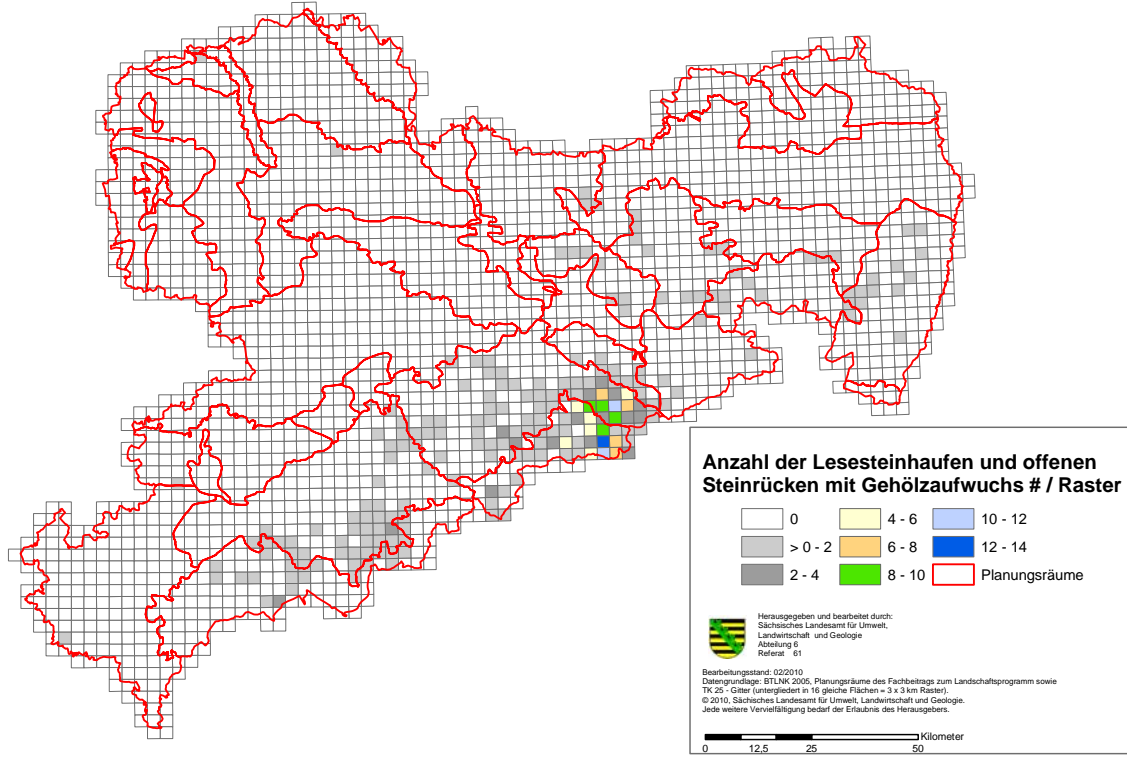 Anzahl der Lesesteinhaufen und offenen
Steinrücken mit Gehölzaufwuchs # / Raster
0 4 - 6 10 - 12
> 0 - 2 6 - 8 12 - 14
2 - 4 8 - 10 Planungsräume
Herausgegeben und bearbeitet durch:
Sächsisches Landesamt für Umwelt,
Landwirtschaft und Geologie
Abteilung 6
Referat 61
Bearbeitungsstand: 02/2010
Datengrundlage: BTLNK 2005, Planungsräume des Fachbeitrags zum Landschaftsprogramm sowie
TK 25 - Gitter (untergliedert in 16 gleiche Flächen = 3 x 3 km Raster).
© 2010, Sächsisches Landesamt für Umwelt, Landwirtschaft und Geologie.
Jede weitere Vervielfältigung bedarf der Erlaubnis des Herausgebers.
Kilometer
0 12,5 25 50